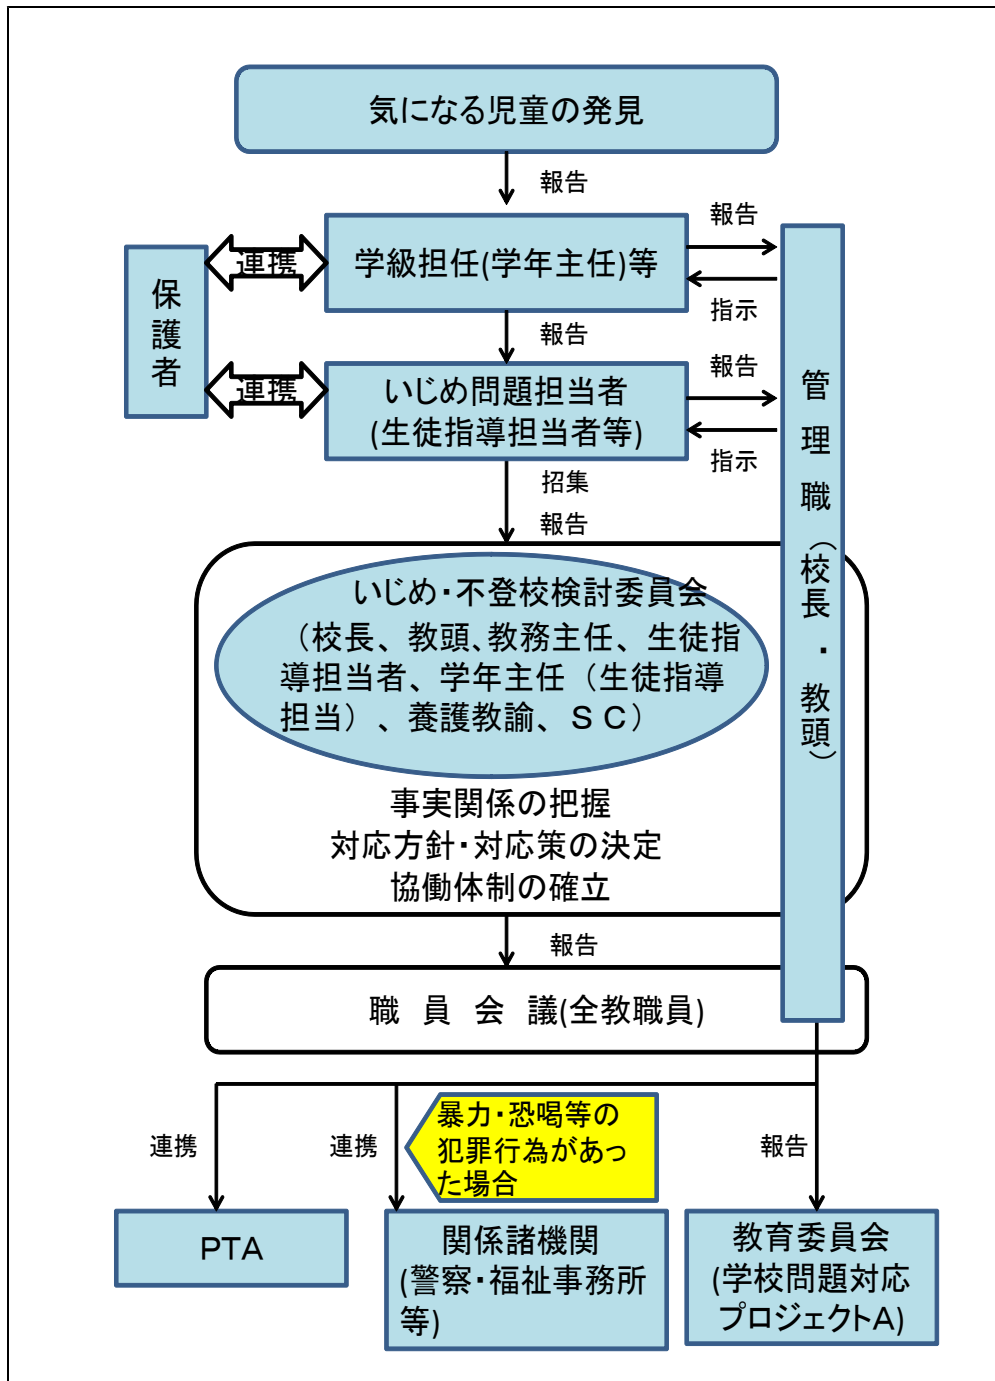 気になる児童の発見
報告
学級担任(学年主任)等
報告
指示
連携
保護者
報告
いじめ問題担当者
(生徒指導担当者等)
報告
指示
連携
管理職(校長・教頭)
招集
報告
いじめ・不登校検討委員会
（校長、教頭、教務主任、生徒指
導担当者、学年主任（生徒指導
担当）、養護教諭、ＳＣ）
事実関係の把握
対応方針・対応策の決定
協働体制の確立
報告
職員会議(全教職員)
連携
連携
暴力・恐喝等の
犯罪行為があっ
た場合
報告
PTA
関係諸機関
(警察・福祉事務所
等)
教育委員会
(学校問題対応
プロジェクトA)